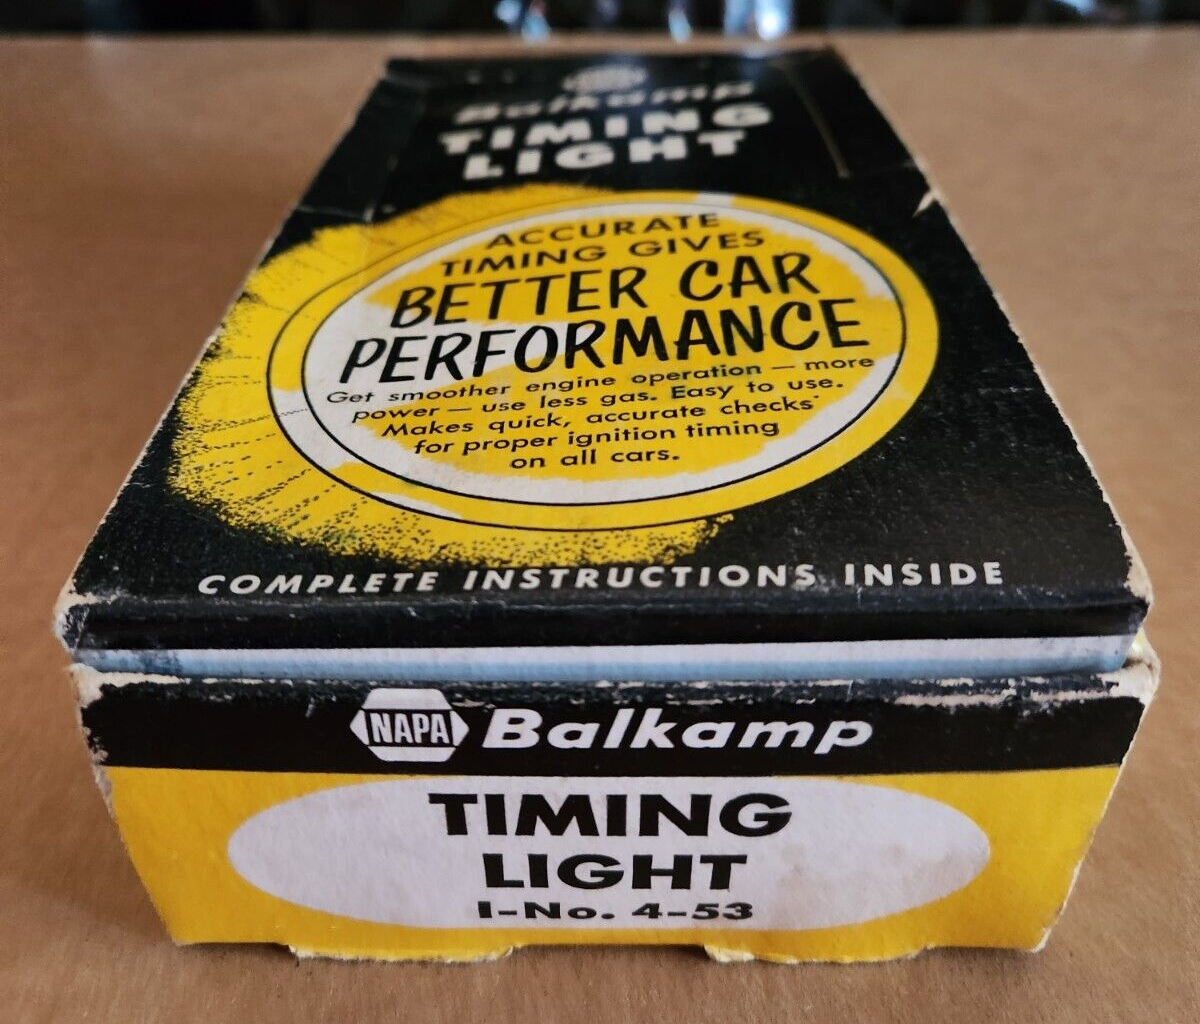 Balkamp
TIMING
LIGHT
ACCURATE
TIMING GIVES
BETTER CAR
PERFORMANCE
Get smoother engine operation — more
power — use less gas. Easy to use.
Makes quick, accurate checks
for proper ignition timing
on all cars.
COMPLETE INSTRUCTIONS INSIDE
NAPA Balkamp
TIMING
LIGHT
I-No. 4-53